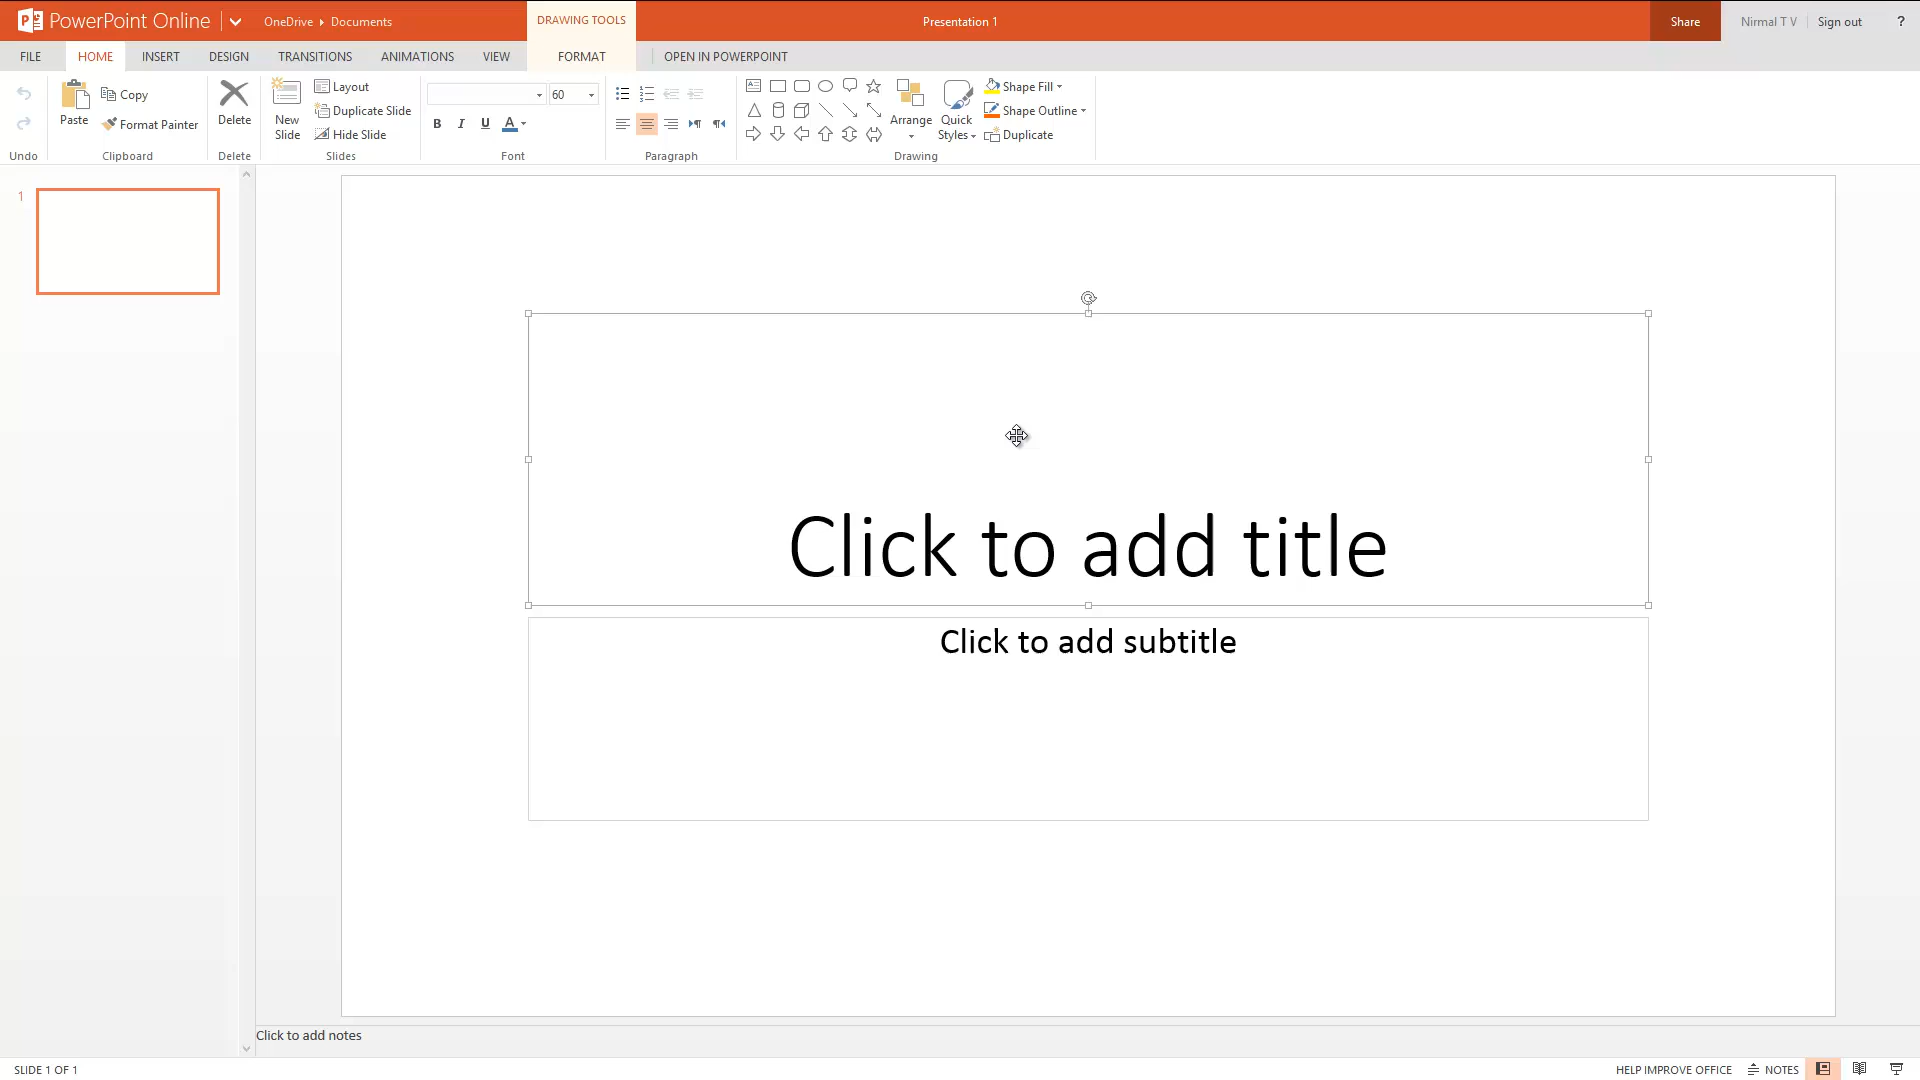 PowerPoint Online
OneDrive ▸ Documents
DRAWING TOOLS
Presentation 1
Share
Nirmal T V
Sign out
?
FILE
HOME
INSERT
DESIGN
TRANSITIONS
ANIMATIONS
VIEW
FORMAT
OPEN IN POWERPOINT
Undo
Paste
Copy
Format Painter
Clipboard
Delete
Delete
New
Slide
Layout
Duplicate Slide
Hide Slide
Slides
60
B I U A
Font
Paragraph
Arrange
Quick
Styles
Shape Fill
Shape Outline
Duplicate
Drawing
1
Click to add title
Click to add subtitle
Click to add notes
SLIDE 1 OF 1
HELP IMPROVE OFFICE
NOTES